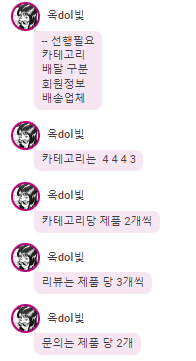 옥dol빛
-- 선행필요
카테고리
배달 구분
회원정보
배송업체
옥dol빛
카테고리는 4 4 4 3
옥dol빛
카테고리당 제품 2개씩
옥dol빛
리뷰는 제품 당 3개씩
옥dol빛
문의는 제품 당 2개